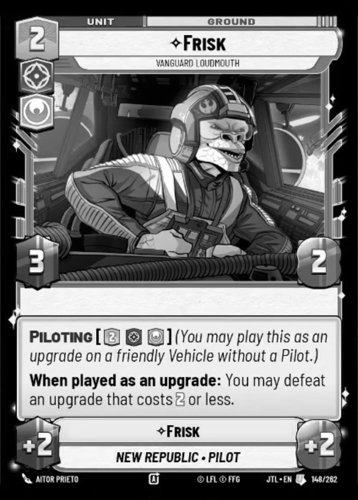 UNIT
GROUND
2
FRISK
VANGUARD LOUDMOUTH
3
2
PILOTING [2] (You may play this as an
upgrade on a friendly Vehicle without a Pilot.)
When played as an upgrade: You may defeat
an upgrade that costs 2 or less.
+2
FRISK
NEW REPUBLIC • PILOT
+2
AITOR PRIETO
A
© LFL © FFG
JTL • EN
148/262